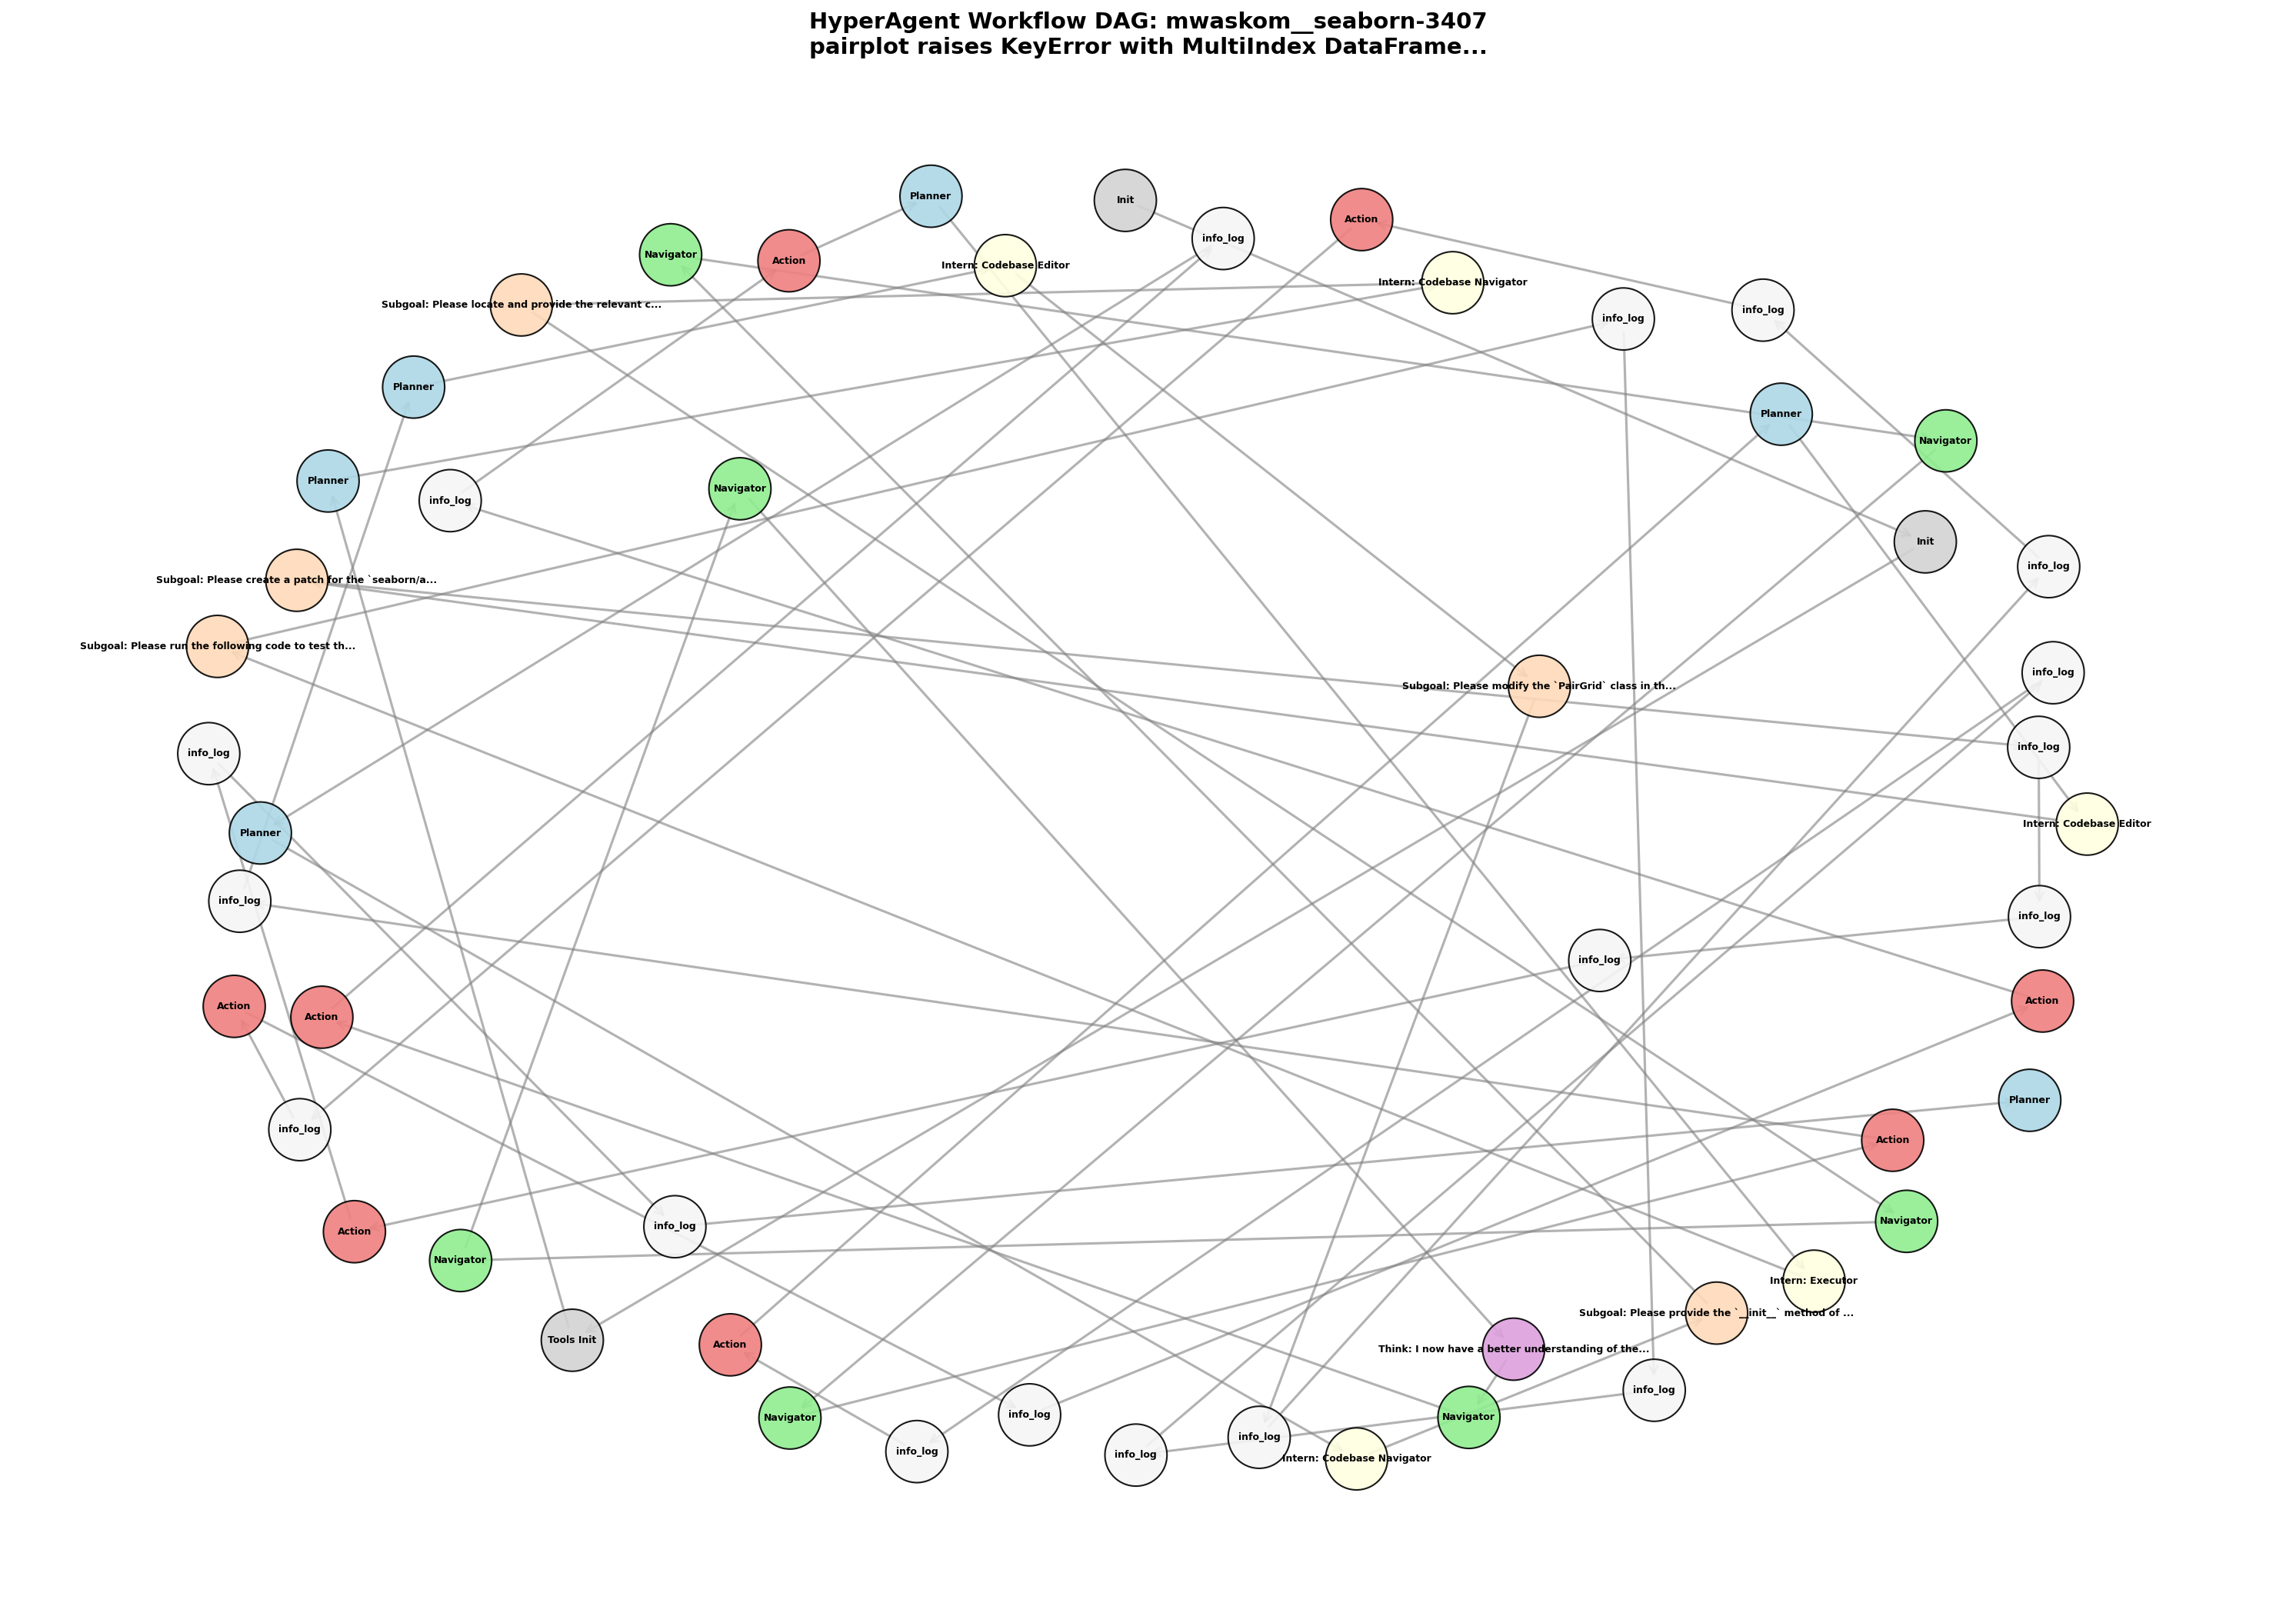 HyperAgent Workflow DAG: mwaskom__seaborn-3407
pairplot raises KeyError with MultiIndex DataFrame...
Planner
Init
Action
info_log
Navigator
Action
Intern: Codebase Editor
Intern: Codebase Navigator
Subgoal: Please locate and provide the relevant c...
info_log
info_log
Planner
Planner
Navigator
Planner
Navigator
info_log
Init
info_log
Subgoal: Please create a patch for the `seaborn/a...
Subgoal: Please run the following code to test th...
info_log
Subgoal: Please modify the `PairGrid` class in th...
info_log
info_log
Intern: Codebase Editor
Planner
info_log
info_log
info_log
Action
Action
Action
Planner
info_log
Action
Navigator
info_log
Action
Navigator
Intern: Executor
Subgoal: Please provide the `__init__` method of ...
Tools Init
Action
Think: I now have a better understanding of the...
info_log
Navigator
info_log
Navigator
info_log
info_log
info_log
Intern: Codebase Navigator